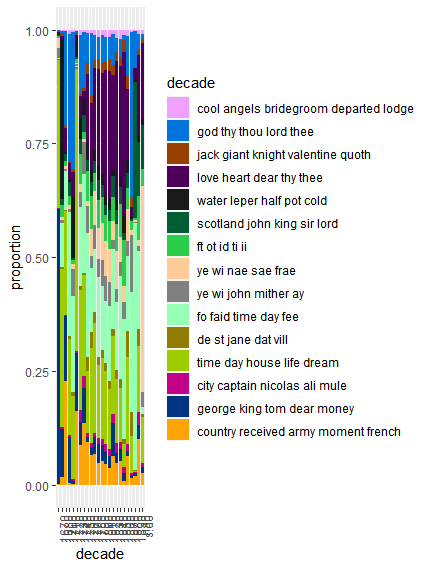 decade
1.00
cool angels bridegroom departed lodge
god thy thou lord thee
jack giant knight valentine quoth
0.75
love heart dear thy thee
water leper half pot cold
scotland john king sir lord
ft ot id ti ii
proportion
0.50
ye wi nae sae frae
ye wi john mither ay
fo faid time day fee
de st jane dat vill
0.25
time day house life dream
city captain nicolas ali mule
george king tom dear money
country received army moment french
0.00
decade